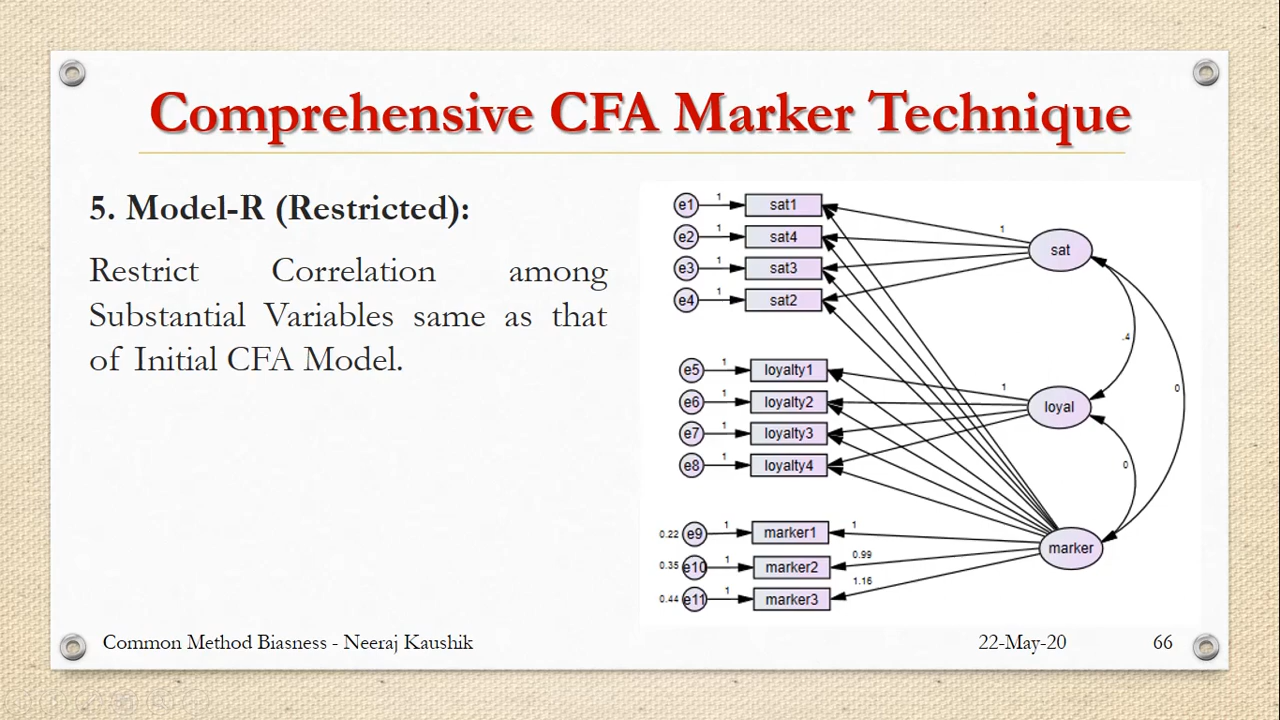 Comprehensive CFA Marker Technique
5. Model-R (Restricted):
Restrict Correlation among
Substantial Variables same as that
of Initial CFA Model.
e1 1 sat1
e2 1 sat4
e3 1 sat3
e4 1 sat2
1 sat
e5 1 loyalty1
e6 1 loyalty2
e7 1 loyalty3
e8 1 loyalty4
1 loyal
.4
0
0
0.22 e9 1 marker1 1
0.35 e10 1 marker2 0.99
0.44 e11 1 marker3 1.16
marker
Common Method Biasness - Neeraj Kaushik 22-May-20 66